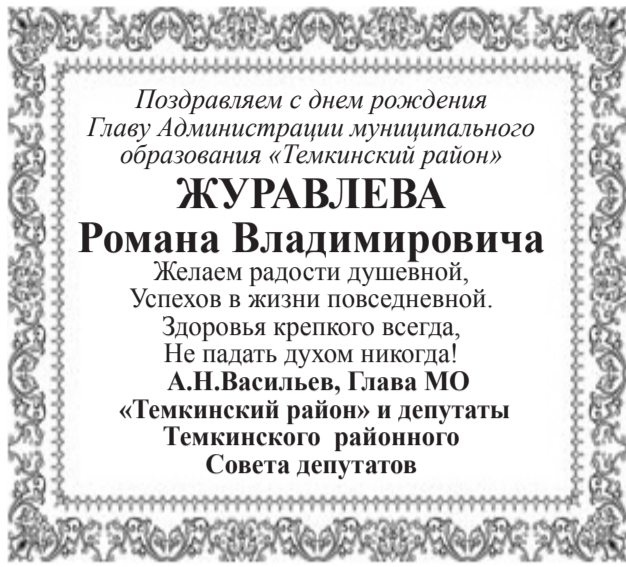 Поздравляем с днем рождения
Главу Администрации муниципального
образования «Темкинский район»
ЖУРАВЛЕВА
Романа Владимировича
Желаем радости душевной,
Успехов в жизни повседневной.
Здоровья крепкого всегда,
Не падать духом никогда!
А.Н.Васильев, Глава МО
«Темкинский район» и депутаты
Темкинского районного
Совета депутатов